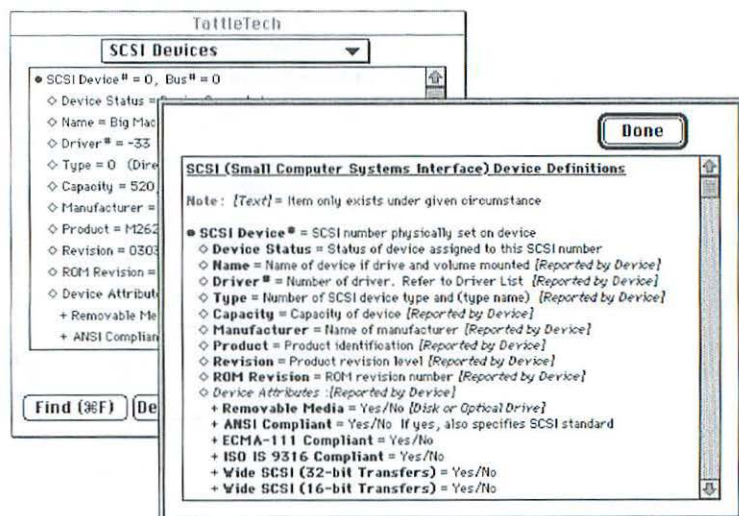 TattleTech
SCSI Devices
● SCSI Device# = 0, Bus# = 0
◇ Device Status =
◇ Name = Big Mac
◇ Driver# = -33
◇ Type = 0 (Dire
◇ Capacity = 520,
◇ Manufacturer =
◇ Product = M262
◇ Revision = 0303
◇ ROM Revision =
◇ Device Attribut
+ Removable Me
+ ANSI Complian
Find (⌘F)
De
Done
SCSI (Small Computer Systems Interface) Device Definitions
Note: [Text] = Item only exists under given circumstance
● SCSI Device# = SCSI number physically set on device
◇ Device Status = Status of device assigned to this SCSI number
◇ Name = Name of device if drive and volume mounted [Reported by Device]
◇ Driver# = Number of driver. Refer to Driver List [Reported by Device]
◇ Type = Number of SCSI device type and (type name) [Reported by Device]
◇ Capacity = Capacity of device [Reported by Device]
◇ Manufacturer = Name of manufacturer [Reported by Device]
◇ Product = Product identification [Reported by Device]
◇ Revision = Product revision level [Reported by Device]
◇ ROM Revision = ROM revision number [Reported by Device]
◇ Device Attributes :[Reported by Device]
+ Removable Media = Yes/No [Disk or Optical Drive]
+ ANSI Compliant = Yes/No If yes, also specifies SCSI standard
+ ECMA-111 Compliant = Yes/No
+ ISO IS 9316 Compliant = Yes/No
+ Wide SCSI (32-bit Transfers) = Yes/No
+ Wide SCSI (16-bit Transfers) = Yes/No